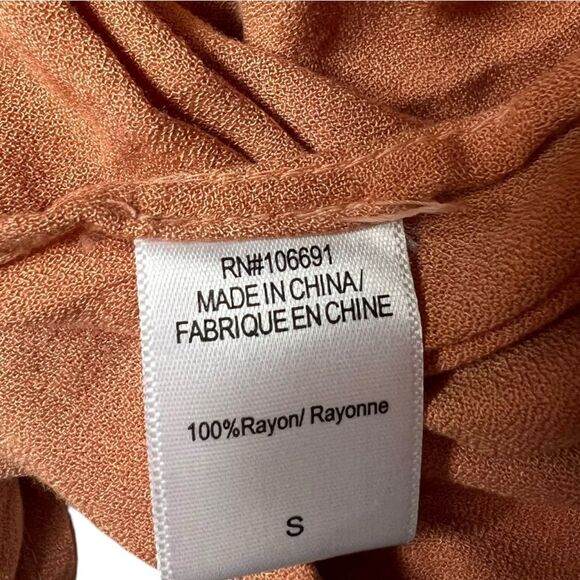 RN#106691
MADE IN CHINA/
FABRIQUE EN CHINE
100%Rayon/ Rayonne
S